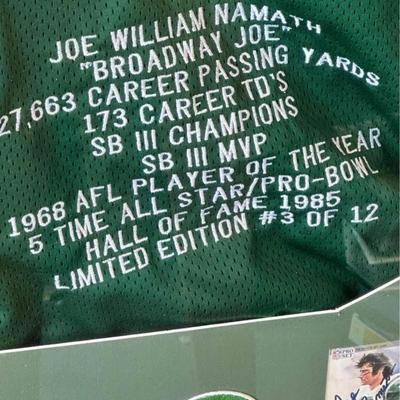 JOE WILLIAM NAMATH
"BROADWAY JOE"
27,663 CAREER PASSING YARDS
173 CAREER TD'S
SB III CHAMPIONS
SB III MVP
1968 AFL PLAYER OF THE YEAR
5 TIME ALL STAR/PRO-BOWL
HALL OF FAME 1985
LIMITED EDITION #3 OF 12
PRO
SET